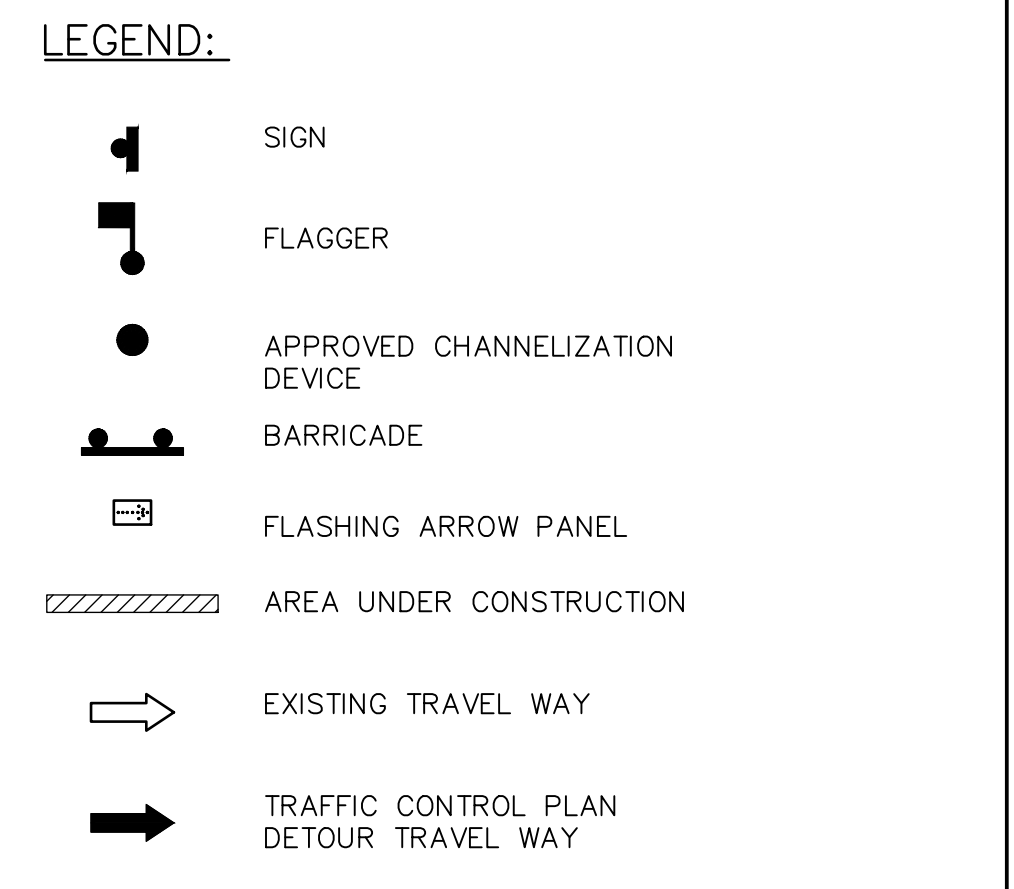 LEGEND:
SIGN
FLAGGER
APPROVED CHANNELIZATION
DEVICE
BARRICADE
FLASHING ARROW PANEL
AREA UNDER CONSTRUCTION
EXISTING TRAVEL WAY
TRAFFIC CONTROL PLAN
DETOUR TRAVEL WAY